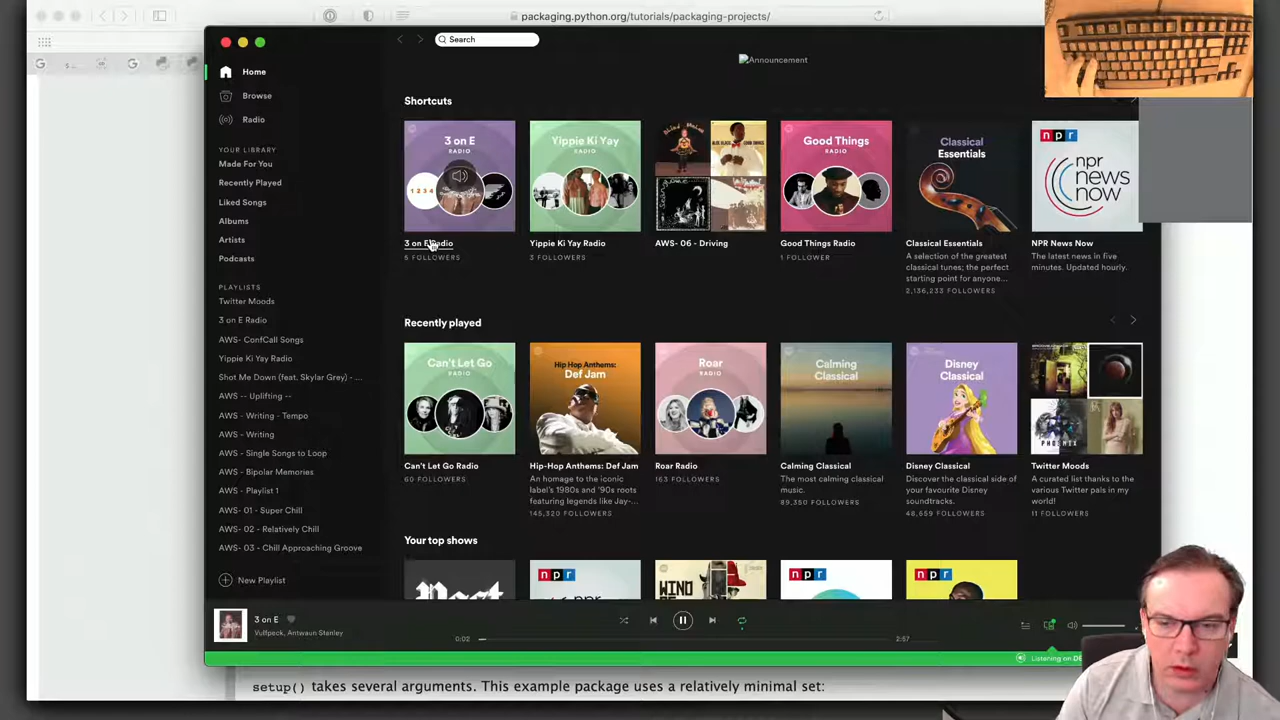 packaging.python.org/tutorials/packaging-projects/
Search
Announcement
Home
Browse
Radio
YOUR LIBRARY
Made For You
Recently Played
Liked Songs
Albums
Artists
Podcasts
PLAYLISTS
Twitter Moods
3 on E Radio
AWS- ConfCall Songs
Yippie Ki Yay Radio
Shot Me Down (feat. Skylar Grey) - ...
AWS -- Uplifting --
AWS - Writing - Tempo
AWS - Writing
AWS - Single Songs to Loop
AWS - Bipolar Memories
AWS - Playlist 1
AWS- 01 - Super Chill
AWS- 02 - Relatively Chill
AWS- 03 - Chill Approaching Groove
New Playlist
Shortcuts
3 on E
RADIO
1 2 3 4
3 on E Radio
5 FOLLOWERS
Yippie Ki Yay
RADIO
Yippie Ki Yay Radio
3 FOLLOWERS
AWS- 06 - Driving
Good Things
RADIO
Good Things Radio
1 FOLLOWER
Classical
Essentials
Classical Essentials
A selection of the greatest
classical tunes; the perfect
starting point for anyone...
2,136,233 FOLLOWERS
npr
npr
news
now
NPR News Now
The latest news in five
minutes. Updated hourly.
Recently played
Can't Let Go
RADIO
Can't Let Go Radio
60 FOLLOWERS
Hip Hop Anthems:
Def Jam
Hip-Hop Anthems: Def Jam
An homage to the iconic
label's 1980s and '90s roots
featuring legends like Jay-...
145,320 FOLLOWERS
Roar
RADIO
Roar Radio
163 FOLLOWERS
Calming
Classical
Calming Classical
The most calming classical
music.
89,350 FOLLOWERS
Disney
Classical
Disney Classical
Discover the classical side of
your favourite Disney
soundtracks.
48,659 FOLLOWERS
Twitter Moods
A curated list thanks to the
various Twitter pals in my
world!
11 FOLLOWERS
Your top shows
npr
npr
npr
3 on E
Vulfpeck, Antwaun Stanley
0:02
2:57
Listening on
setup() takes several arguments. This example package uses a relatively minimal set: